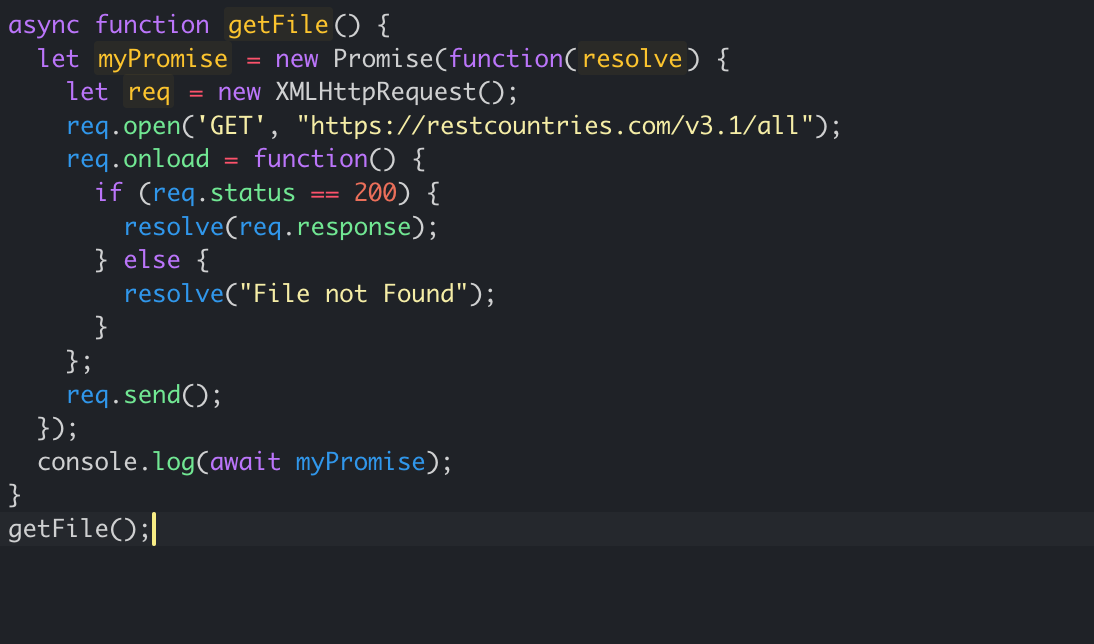 async function getFile() {
  let myPromise = new Promise(function(resolve) {
    let req = new XMLHttpRequest();
    req.open('GET', "https://restcountries.com/v3.1/all");
    req.onload = function() {
      if (req.status == 200) {
        resolve(req.response);
      } else {
        resolve("File not Found");
      }
    };
    req.send();
  });
  console.log(await myPromise);
}
getFile();